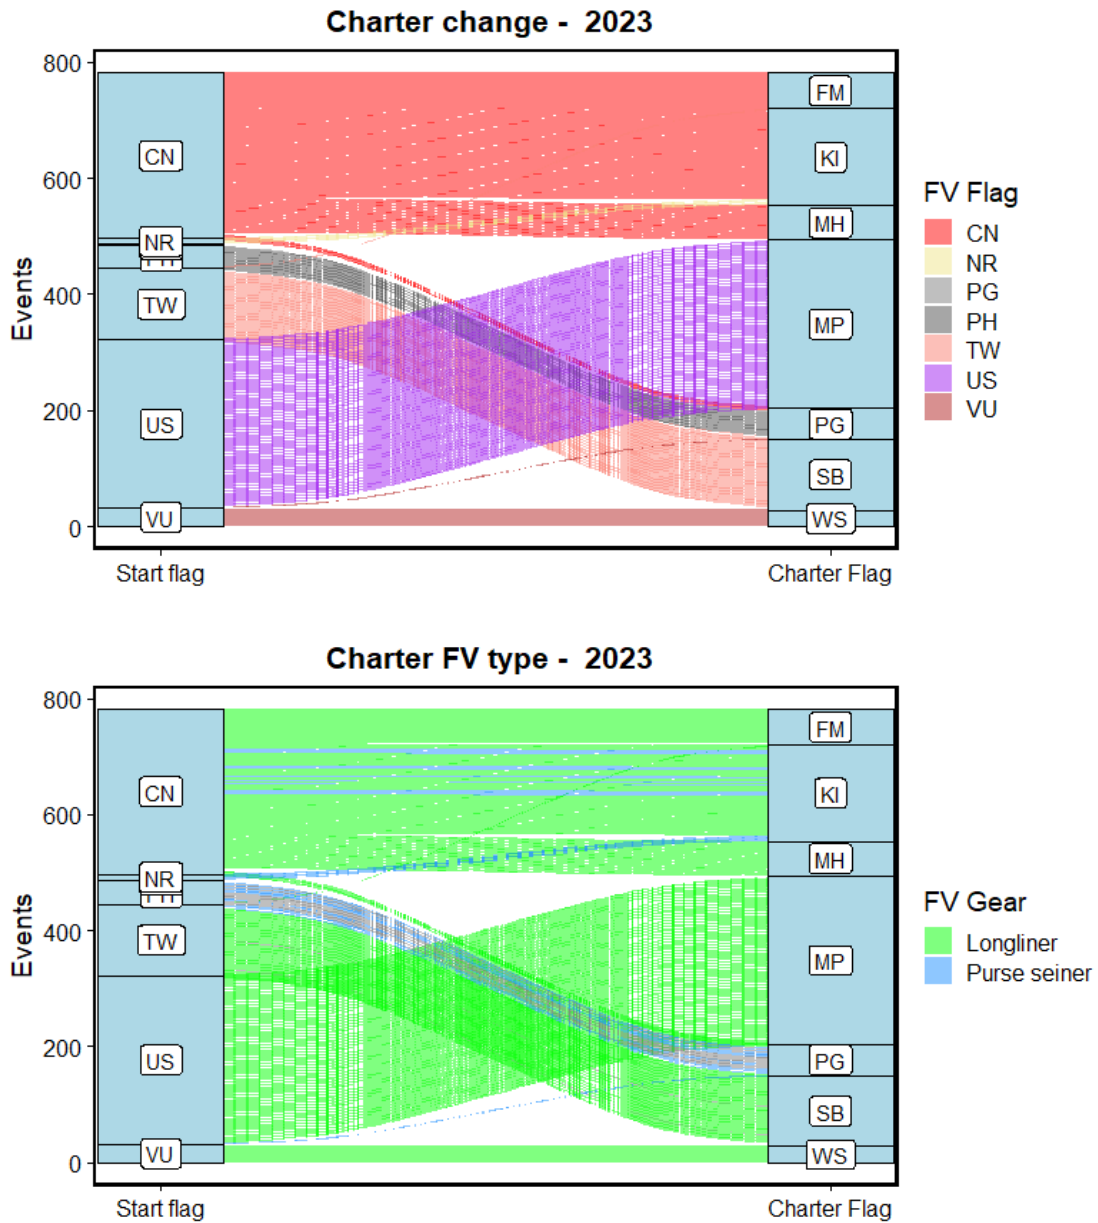 Charter change - 2023
800
600
400
200
0
Events
CN
NR
TW
US
VU
FM
KI
MH
MP
PG
SB
WS
Start flag
Charter Flag
FV Flag
CN
NR
PG
PH
TW
US
VU
Charter FV type - 2023
800
600
400
200
0
Events
CN
NR
TW
US
VU
FM
KI
MH
MP
PG
SB
WS
Start flag
Charter Flag
FV Gear
Longliner
Purse seiner